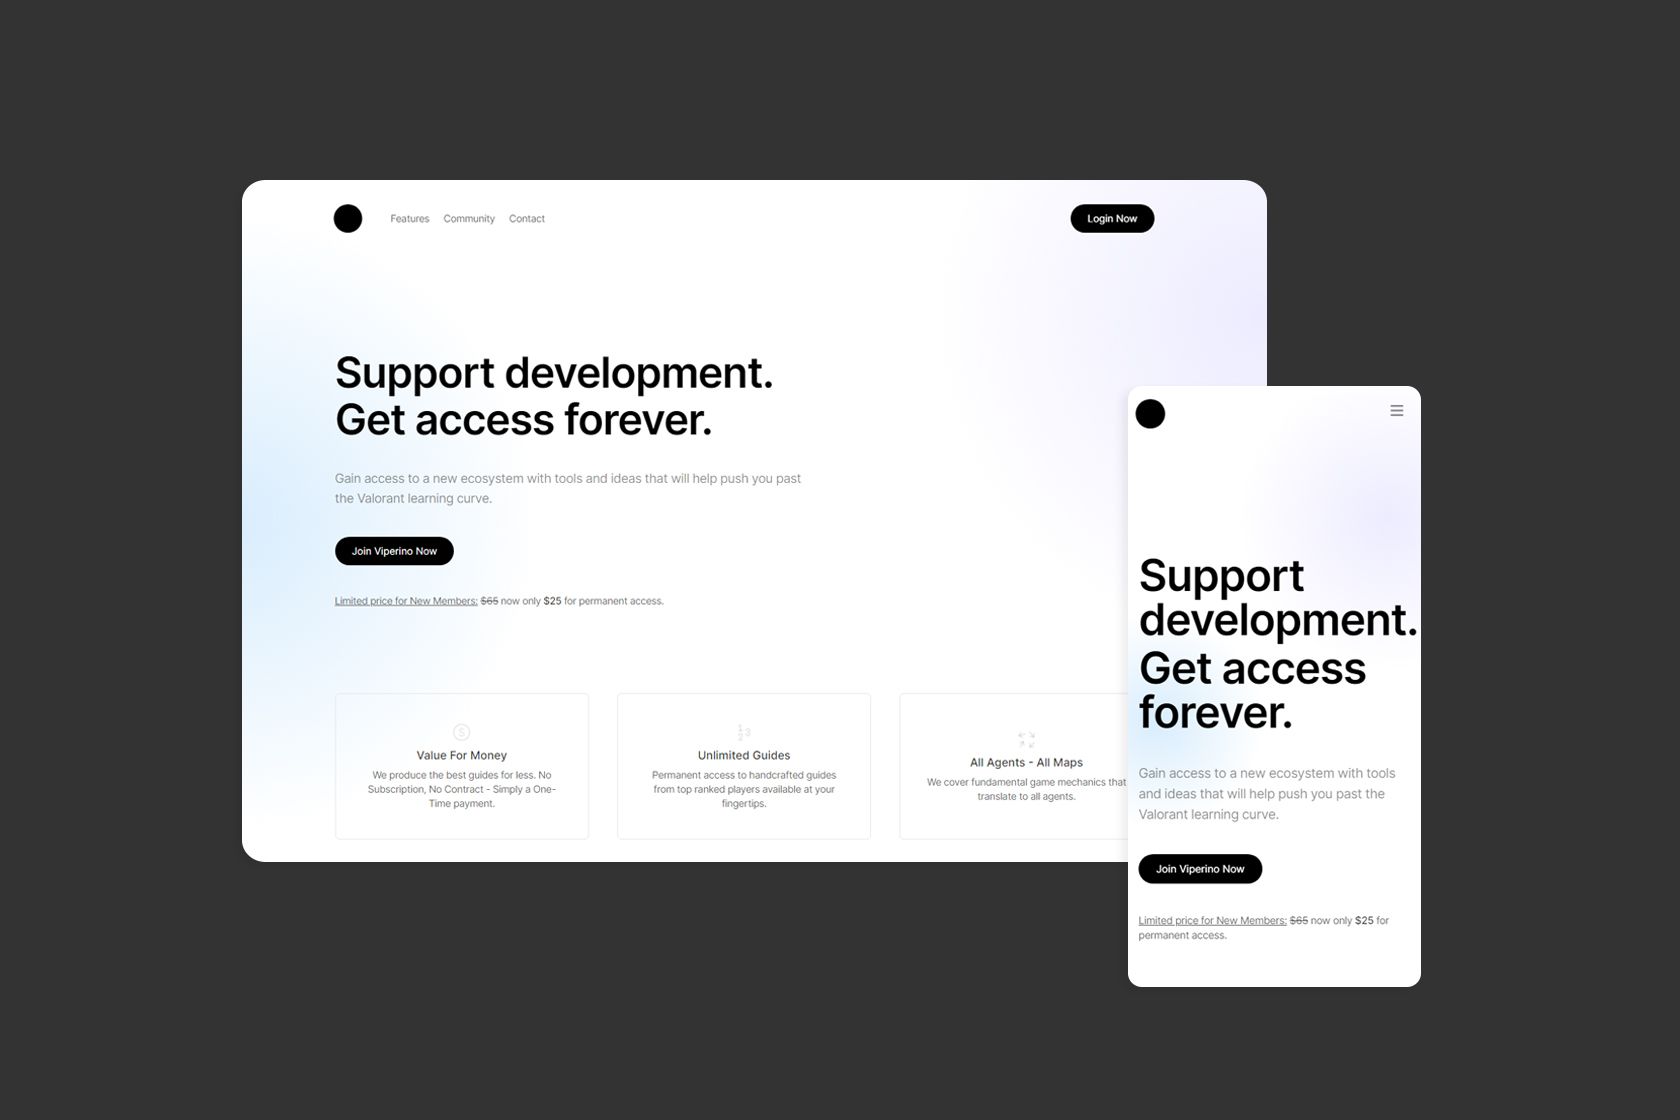 Features Community Contact
Login Now
Support development.
Get access forever.
Gain access to a new ecosystem with tools and ideas that will help push you past
the Valorant learning curve.
Join Viperino Now
Limited price for New Members: $65 now only $25 for permanent access.
Value For Money
We produce the best guides for less. No
Subscription, No Contract - Simply a One-
Time payment.
Unlimited Guides
Permanent access to handcrafted guides
from top ranked players available at your
fingertips.
All Agents - All Maps
We cover fundamental game mechanics that
translate to all agents.
Support
development.
Get access
forever.
Gain access to a new ecosystem with tools
and ideas that will help push you past the
Valorant learning curve.
Join Viperino Now
Limited price for New Members: $65 now only $25 for
permanent access.